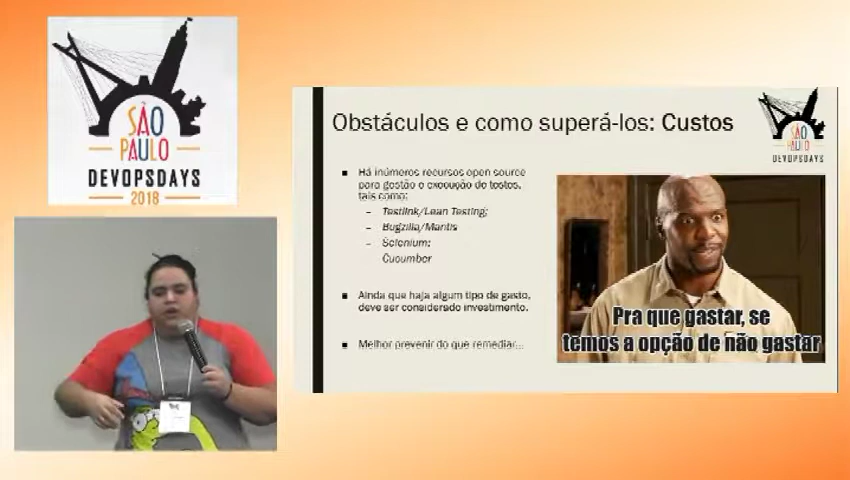 SÃO
PAULO
DEVOPSDAYS
2018
Obstáculos e como superá-los: Custos
SÃO
PAULO
DEVOPSDAYS
Há inúmeros recursos open source
para gestão e execução de testes,
tais como:
Testlink/Lean Testing;
Bugzilla/Mantis
Selenium;
Cucumber
Ainda que haja algum tipo de gasto,
deve ser considerado investimento.
Melhor prevenir do que remediar...
Pra que gastar, se
temos a opção de não gastar